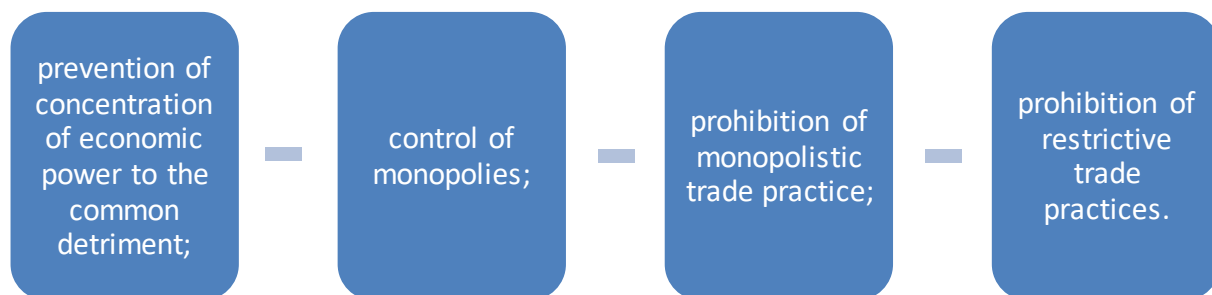 prevention of
concentration
of economic
power to the
common
detriment;
control of
monopolies;
prohibition of
monopolistic
trade practice;
prohibition of
restrictive
trade
practices.